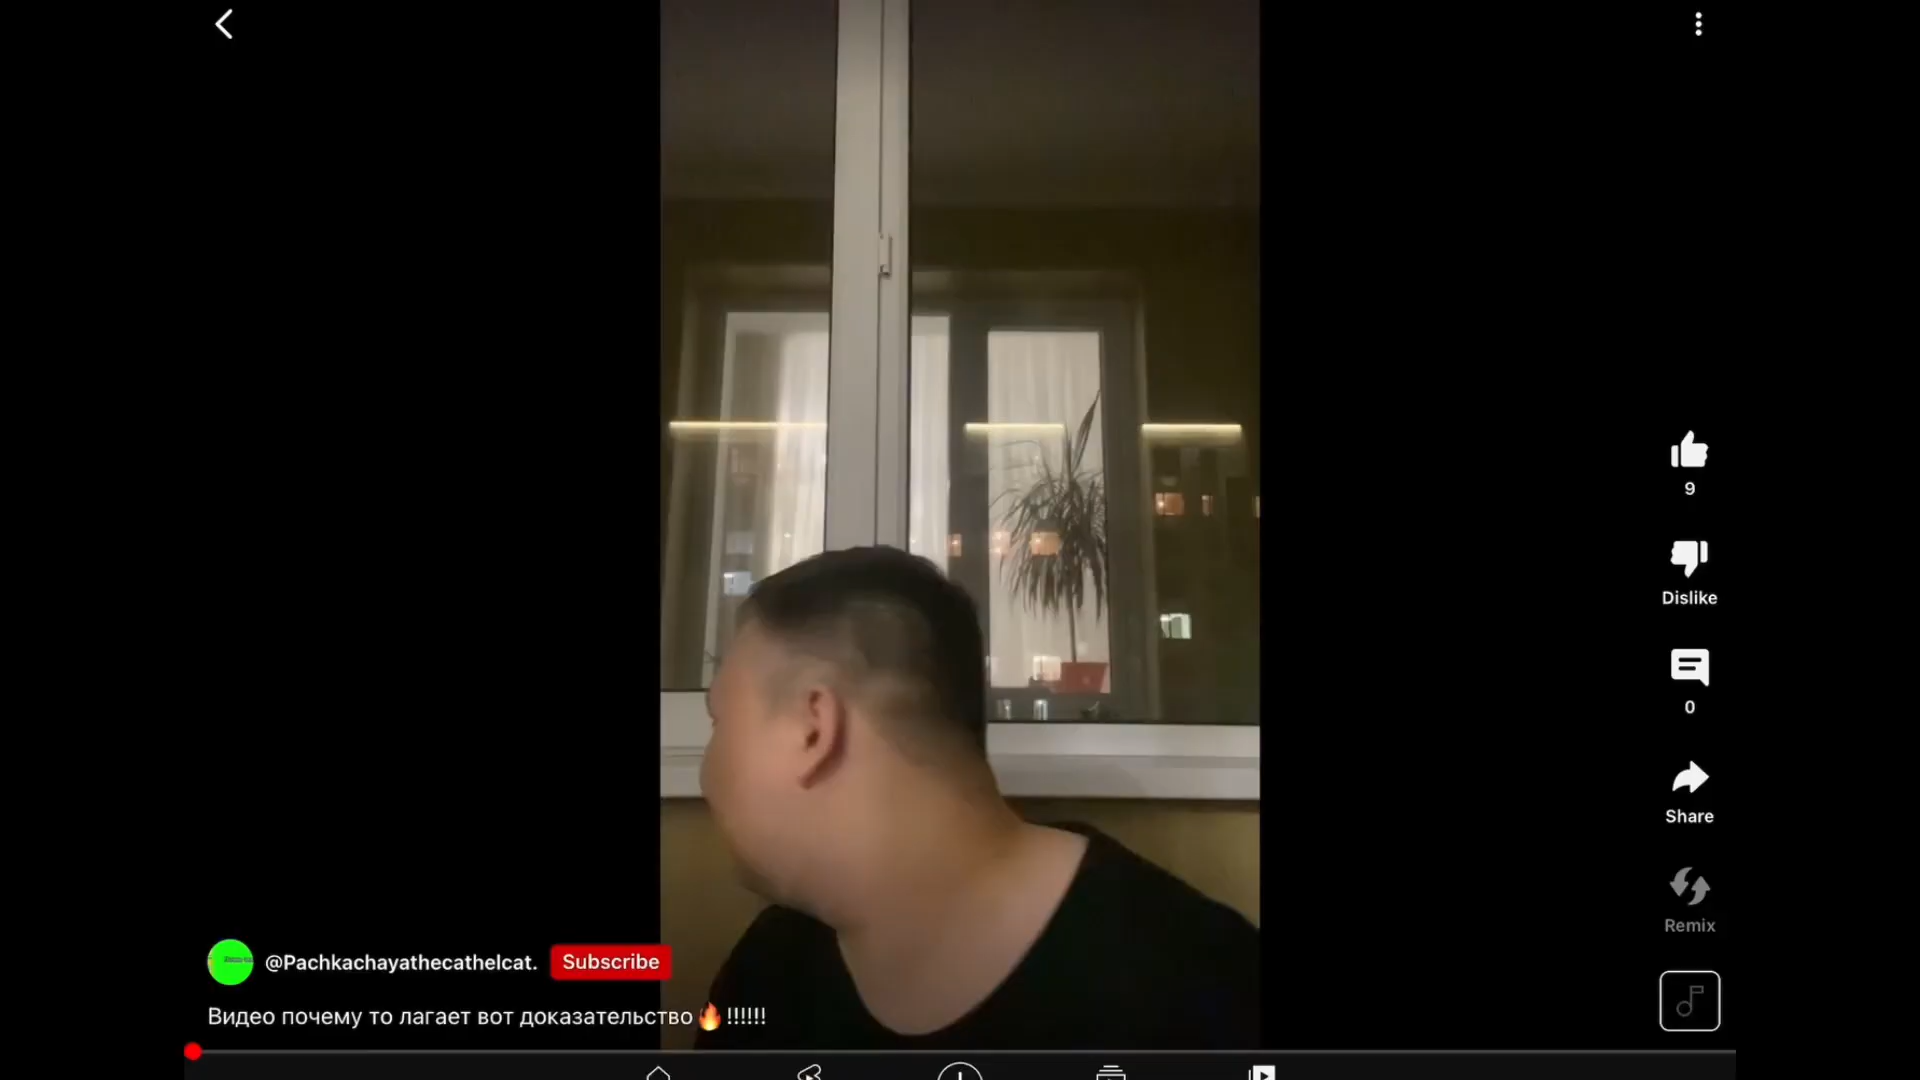 9
Dislike
0
Share
Remix
@Pachkachayathecathelcat. Subscribe
Видео почему то лагает вот доказательство🔥!!!!!!